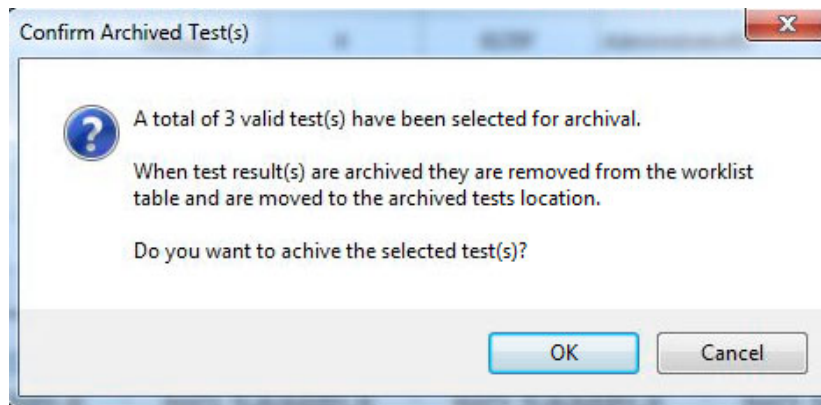 Confirm Archived Test(s)
A total of 3 valid test(s) have been selected for archival.
When test result(s) are archived they are removed from the worklist
table and are moved to the archived tests location.
Do you want to achive the selected test(s)?
OK
Cancel